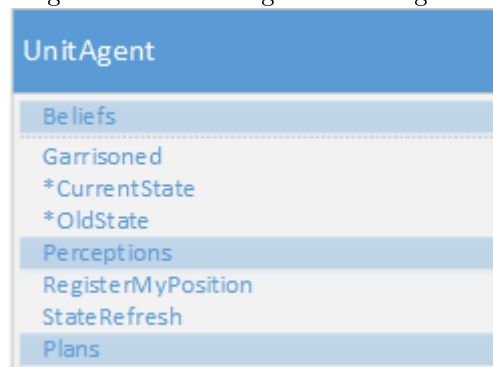 UnitAgent
Beliefs
Garrisoned
*CurrentState
*OldState
Perceptions
RegisterMyPosition
StateRefresh
Plans